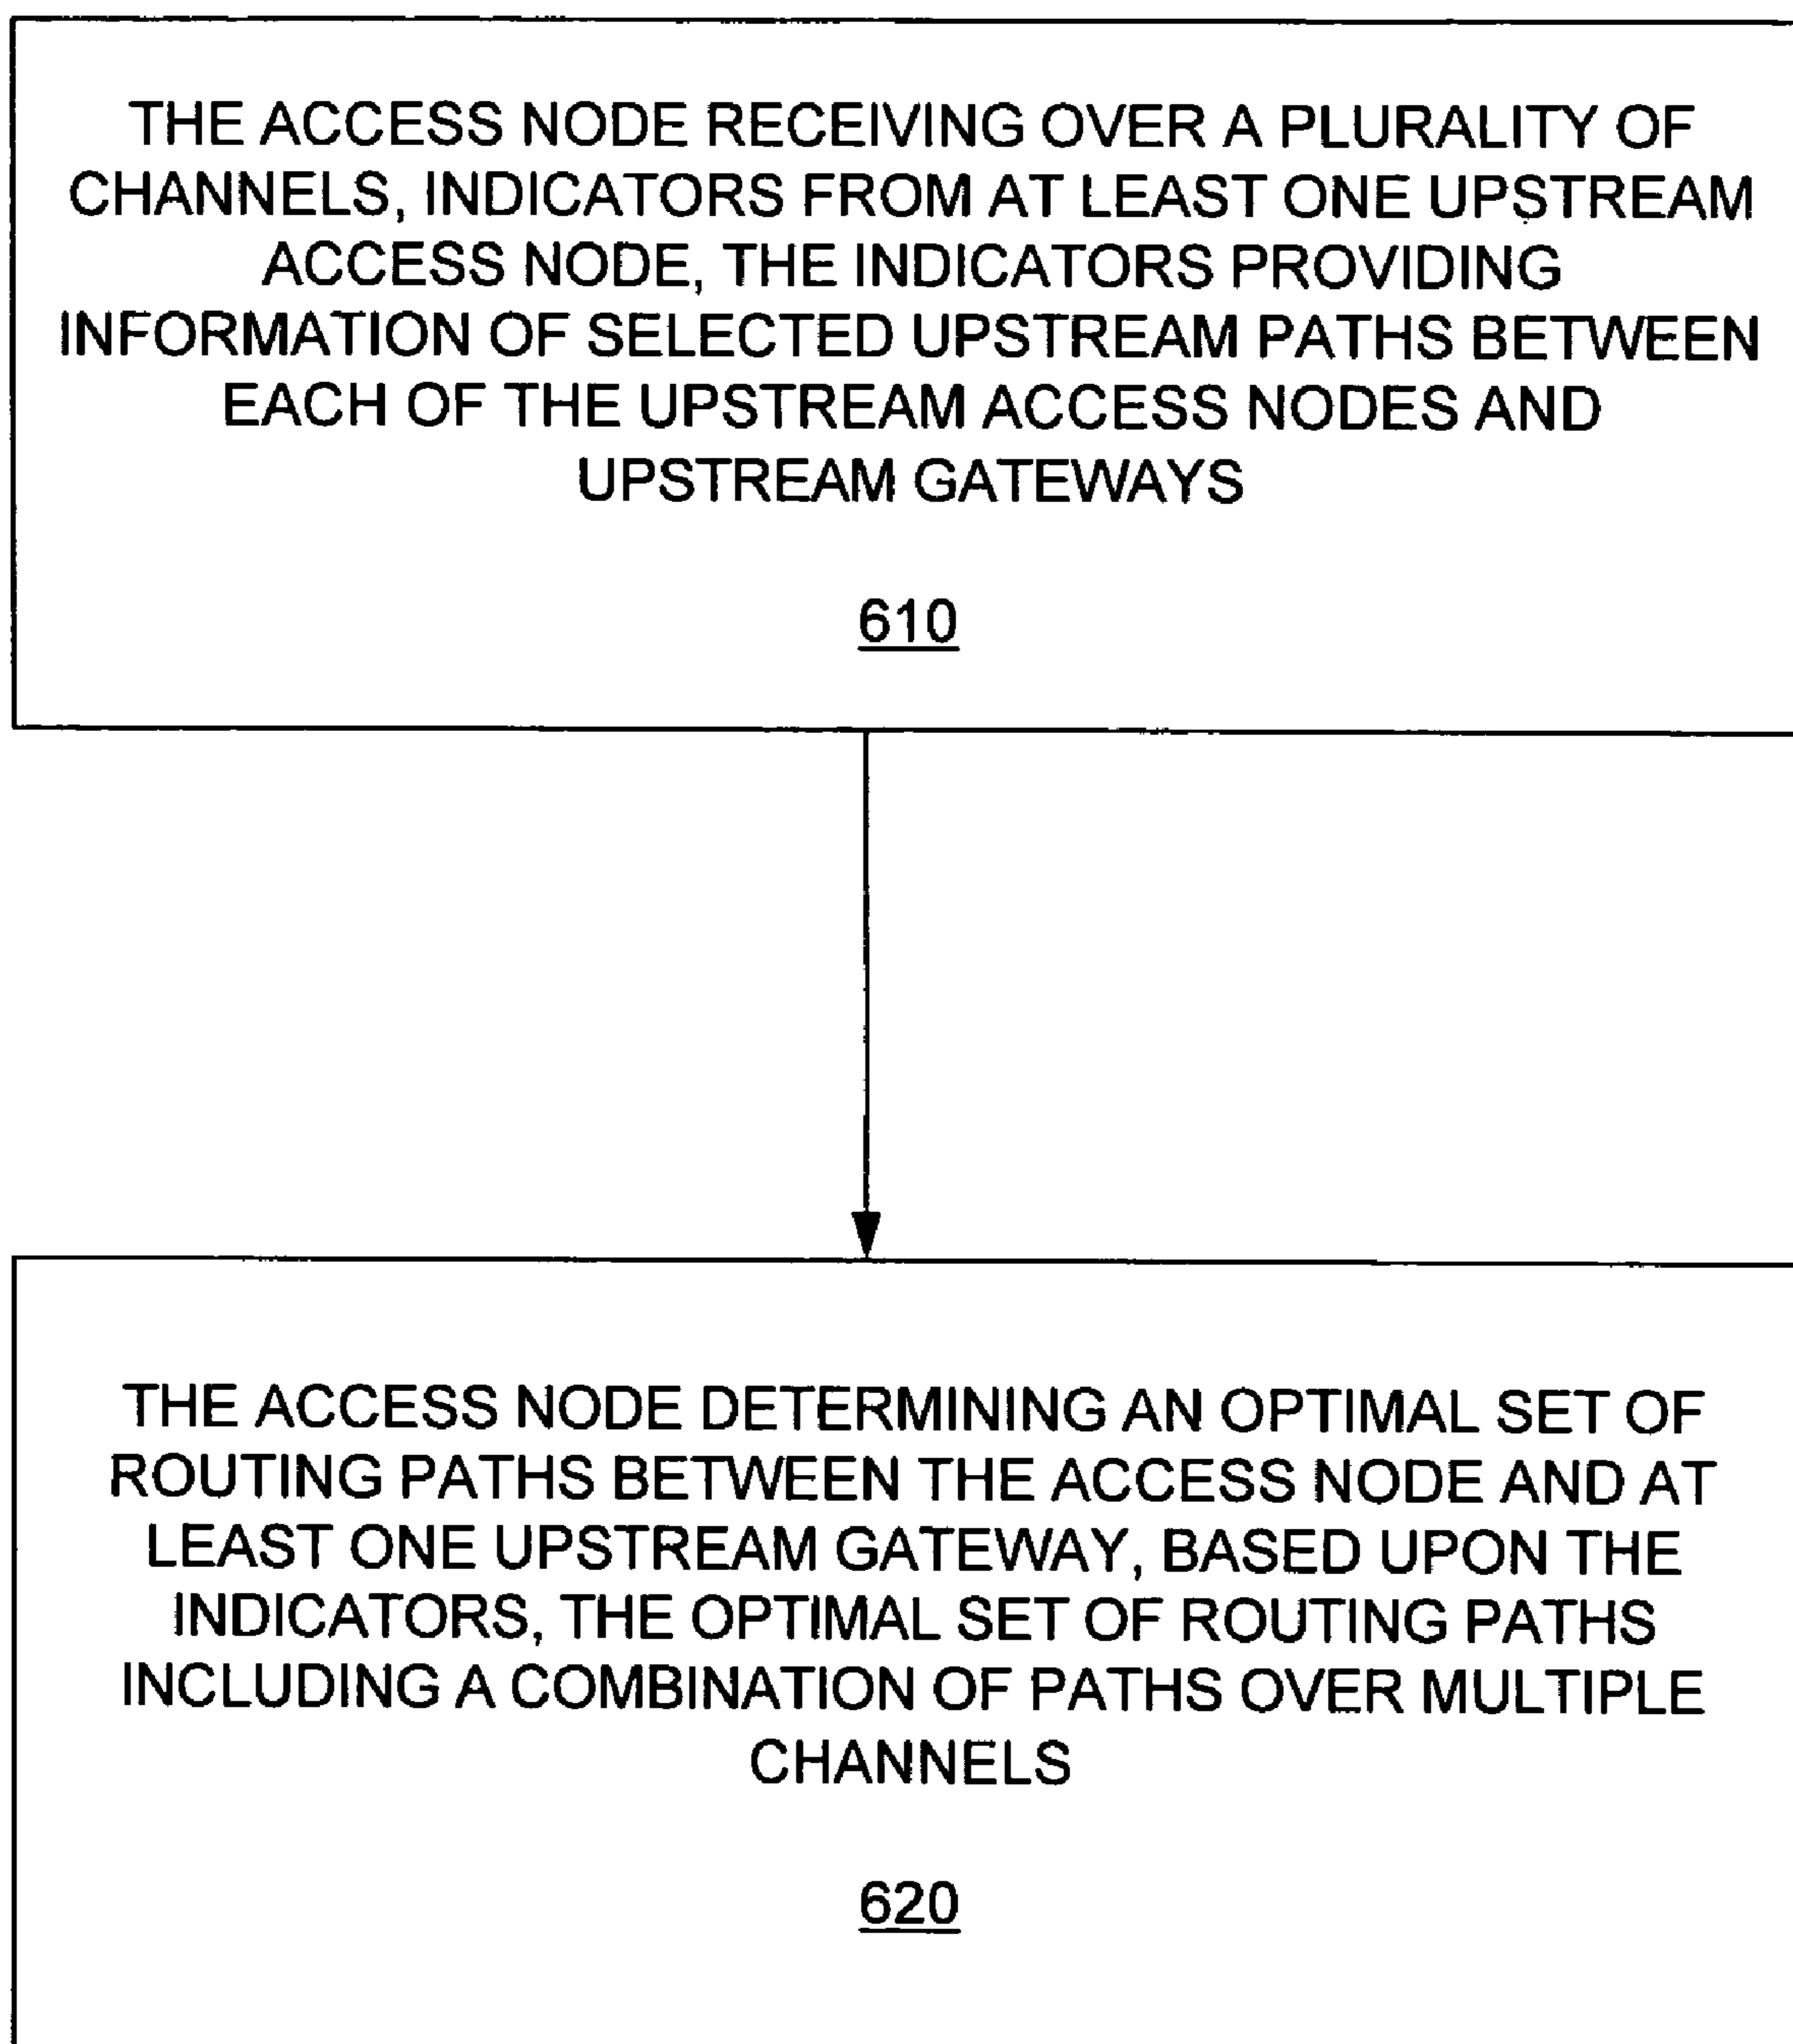 THE ACCESS NODE RECEIVING OVER A PLURALITY OF
CHANNELS, INDICATORS FROM AT LEAST ONE UPSTREAM
ACCESS NODE, THE INDICATORS PROVIDING
INFORMATION OF SELECTED UPSTREAM PATHS BETWEEN
EACH OF THE UPSTREAM ACCESS NODES AND
UPSTREAM GATEWAYS
610
THE ACCESS NODE DETERMINING AN OPTIMAL SET OF
ROUTING PATHS BETWEEN THE ACCESS NODE AND AT
LEAST ONE UPSTREAM GATEWAY, BASED UPON THE
INDICATORS, THE OPTIMAL SET OF ROUTING PATHS
INCLUDING A COMBINATION OF PATHS OVER MULTIPLE
CHANNELS
620